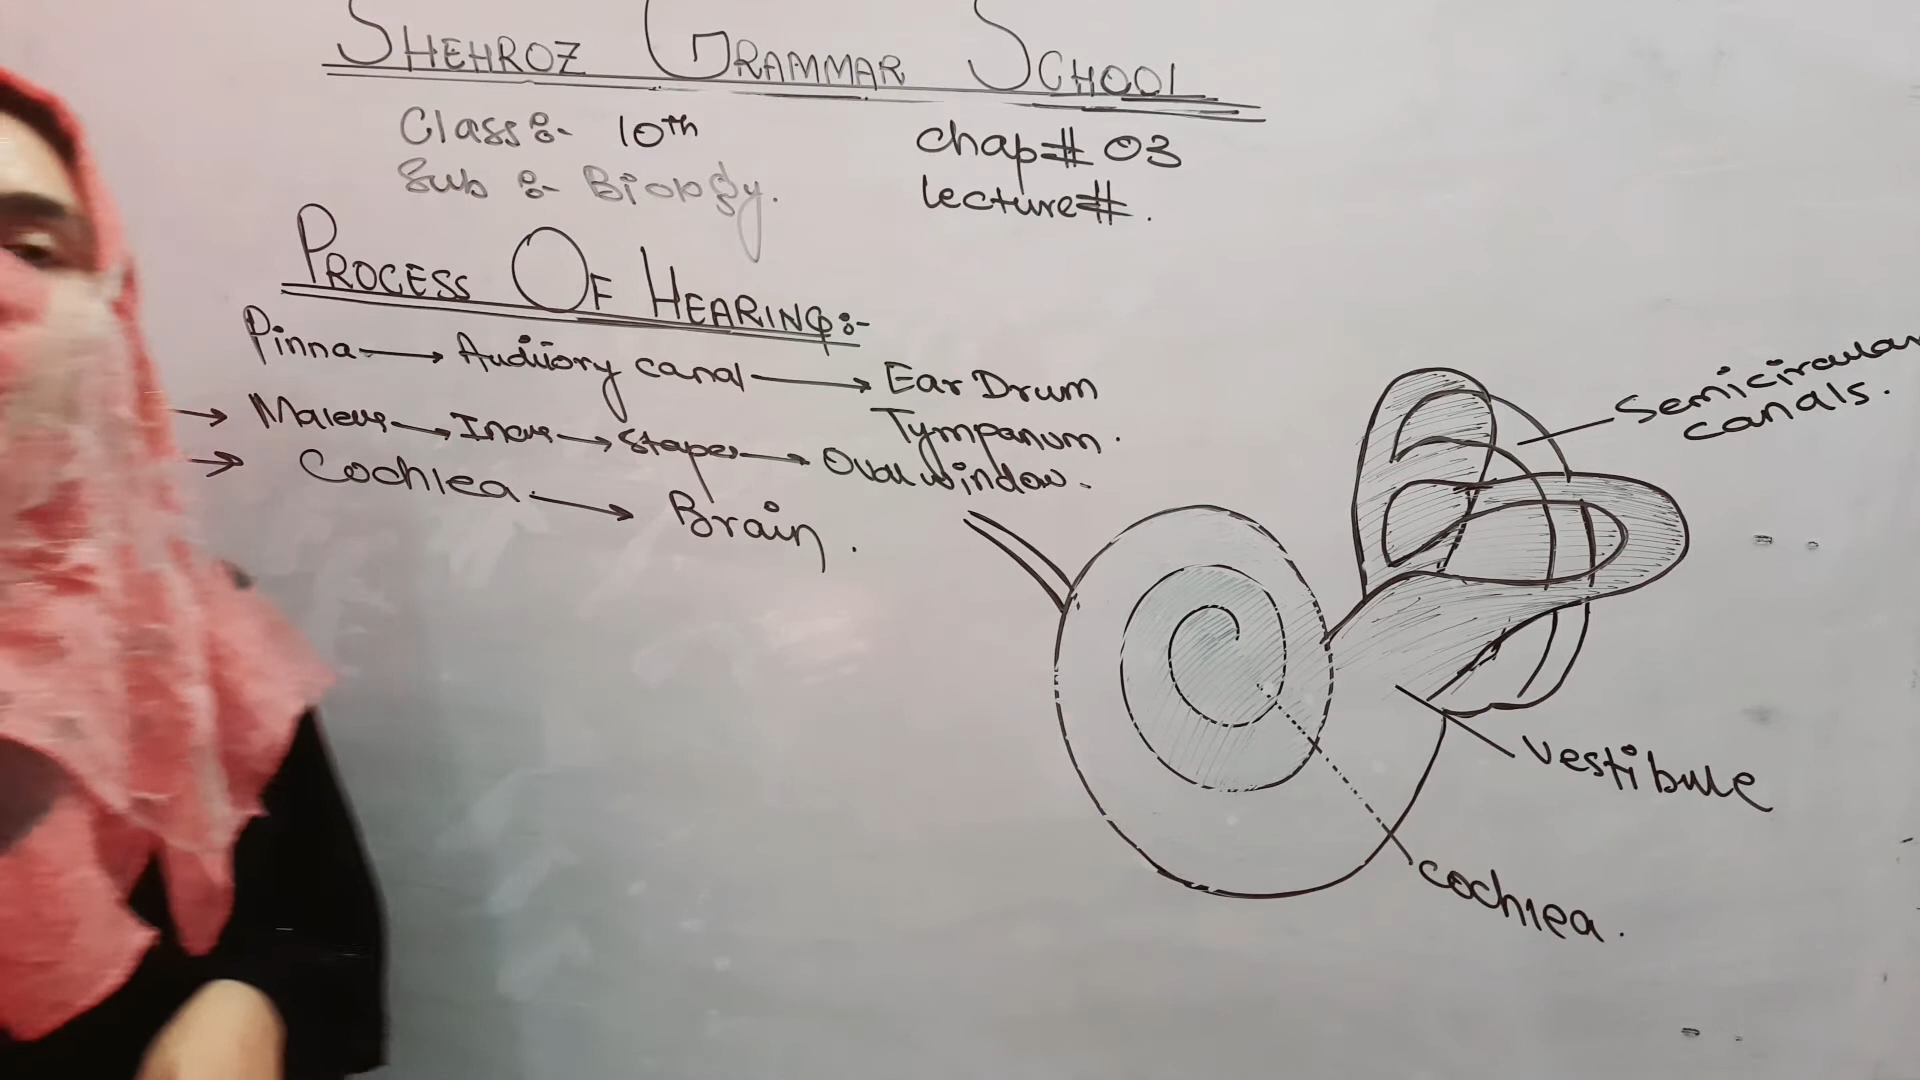 SHEHROZ GRAMMAR SCHOOL
Class:- 10th
Sub :- Biology.
chap# 03
lecture#.
PROCESS OF HEARING:-
Pinna → Auditory canal → Ear Drum
Tympanum.
→ Maleus → Incus → Stapes → Oval window.
→ Cochlea → Brain.
Semicircular
canals.
Vestibule
cochlea.